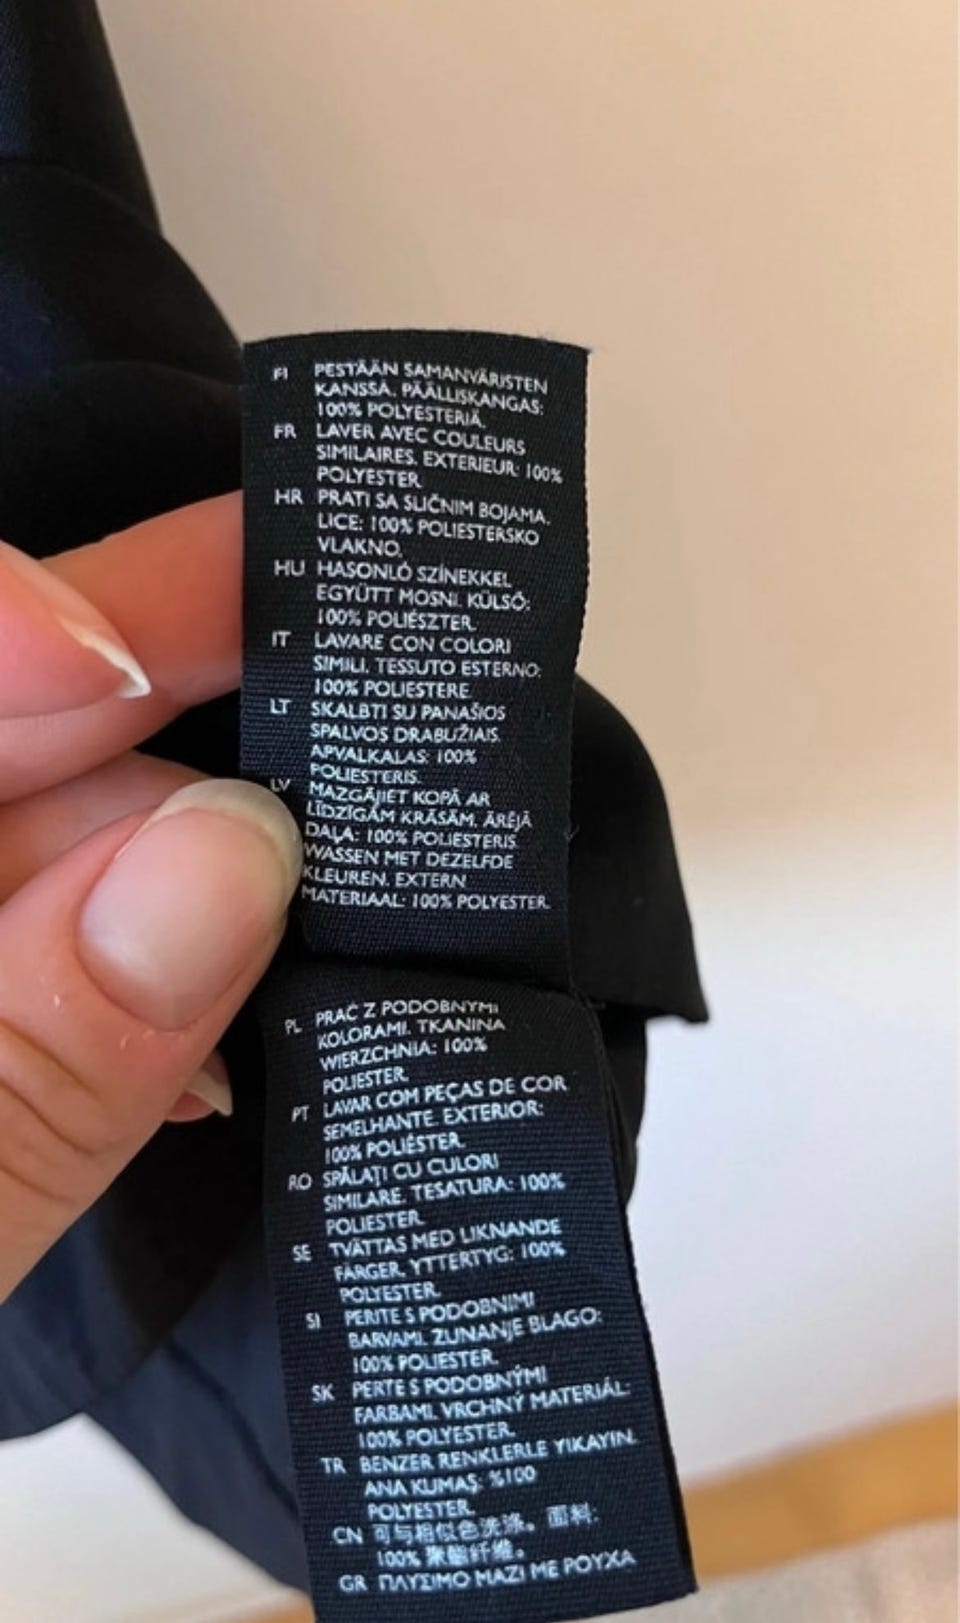 FI PESTÄÄN SAMANVÄRISTEN
KANSSA. PÄÄLLISKANGAS:
100% POLYESTERIÄ.
FR LAVER AVEC COULEURS
SIMILAIRES. EXTERIEUR: 100%
POLYESTER.
HR PRATI SA SLIČNIM BOJAMA.
LICE: 100% POLIESTERSKO
VLAKNO.
HU HASONLÓ SZÍNEKKEL
EGYÜTT MOSNI. KÜLSŐ:
100% POLIÉSZTER.
IT LAVARE CON COLORI
SIMILI. TESSUTO ESTERNO:
100% POLIESTERE.
LT SKALBTI SU PANAŠIOS
SPALVOS DRABUŽIAIS.
APVALKALAS: 100%
POLIESTERIS.
LV MAZGĀJIET KOPĀ AR
LĪDZĪGĀM KRĀSĀM. ĀRĒJĀ
DAĻA: 100% POLIESTERIS.
WASSEN MET DEZELFDE
KLEUREN. EXTERN
MATERIAAL: 100% POLYESTER.
PL PRAĆ Z PODOBNYMI
KOLORAMI. TKANINA
WIERZCHNIA: 100%
POLIESTER.
PT LAVAR COM PEÇAS DE COR
SEMELHANTE. EXTERIOR:
100% POLIÉSTER.
RO SPĂLAȚI CU CULORI
SIMILARE. TESATURA: 100%
POLIESTER.
SE TVÄTTAS MED LIKNANDE
FÄRGER. YTTERTYG: 100%
POLYESTER.
SI PERITE S PODOBNIMI
BARVAMI. ZUNANJE BLAGO:
100% POLIESTER.
SK PERTE S PODOBNÝMI
FARBAMI. VRCHNÝ MATERIÁL:
100% POLYESTER.
TR BENZER RENKLERLE YIKAYIN.
ANA KUMAŞ: %100
POLYESTER.
CN 可与相似色洗涤。面料:
100% 聚酯纤维。
GR ΠΛΥΣΙΜΟ ΜΑΖΙ ΜΕ ΡΟΥΧΑ